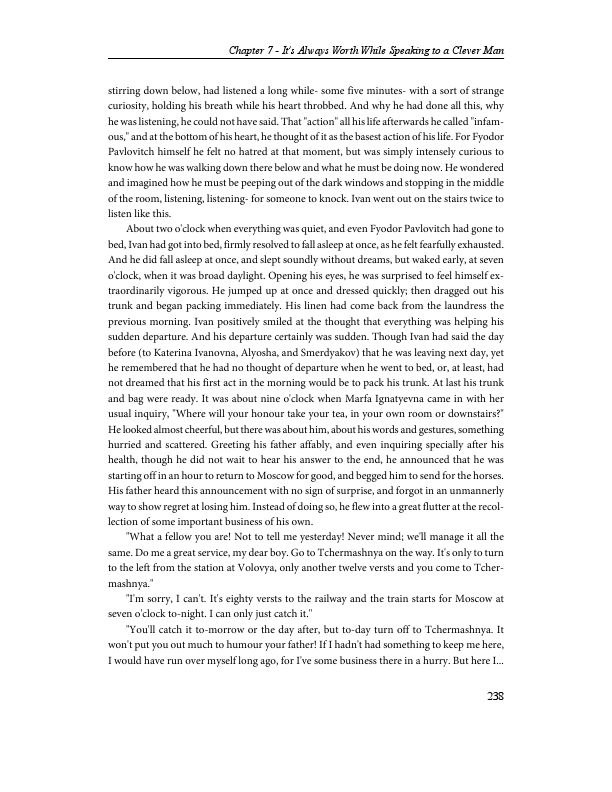 Chapter 7 - It's Always Worth While Speaking to a Clever Man
stirring down below, had listened a long while- some five minutes- with a sort of strange
curiosity, holding his breath while his heart throbbed. And why he had done all this, why
he was listening, he could not have said. That "action" all his life afterwards he called "infam-
ous," and at the bottom of his heart, he thought of it as the basest action of his life. For Fyodor
Pavlovitch himself he felt no hatred at that moment, but was simply intensely curious to
know how he was walking down there below and what he must be doing now. He wondered
and imagined how he must be peeping out of the dark windows and stopping in the middle
of the room, listening, listening- for someone to knock. Ivan went out on the stairs twice to
listen like this.
About two o'clock when everything was quiet, and even Fyodor Pavlovitch had gone to
bed, Ivan had got into bed, firmly resolved to fall asleep at once, as he felt fearfully exhausted.
And he did fall asleep at once, and slept soundly without dreams, but waked early, at seven
o'clock, when it was broad daylight. Opening his eyes, he was surprised to feel himself ex-
traordinarily vigorous. He jumped up at once and dressed quickly; then dragged out his
trunk and began packing immediately. His linen had come back from the laundress the
previous morning. Ivan positively smiled at the thought that everything was helping his
sudden departure. And his departure certainly was sudden. Though Ivan had said the day
before (to Katerina Ivanovna, Alyosha, and Smerdyakov) that he was leaving next day, yet
he remembered that he had no thought of departure when he went to bed, or, at least, had
not dreamed that his first act in the morning would be to pack his trunk. At last his trunk
and bag were ready. It was about nine o'clock when Marfa Ignatyevna came in with her
usual inquiry, "Where will your honour take your tea, in your own room or downstairs?"
He looked almost cheerful, but there was about him, about his words and gestures, something
hurried and scattered. Greeting his father affably, and even inquiring specially after his
health, though he did not wait to hear his answer to the end, he announced that he was
starting off in an hour to return to Moscow for good, and begged him to send for the horses.
His father heard this announcement with no sign of surprise, and forgot in an unmannerly
way to show regret at losing him. Instead of doing so, he flew into a great flutter at the recol-
lection of some important business of his own.
"What a fellow you are! Not to tell me yesterday! Never mind; we'll manage it all the
same. Do me a great service, my dear boy. Go to Tchermashnya on the way. It's only to turn
to the left from the station at Volovya, only another twelve versts and you come to Tcher-
mashnya."
"I'm sorry, I can't. It's eighty versts to the railway and the train starts for Moscow at
seven o'clock to-night. I can only just catch it."
"You'll catch it to-morrow or the day after, but to-day turn off to Tchermashnya. It
won't put you out much to humour your father! If I hadn't had something to keep me here,
I would have run over myself long ago, for I've some business there in a hurry. But here I...
238